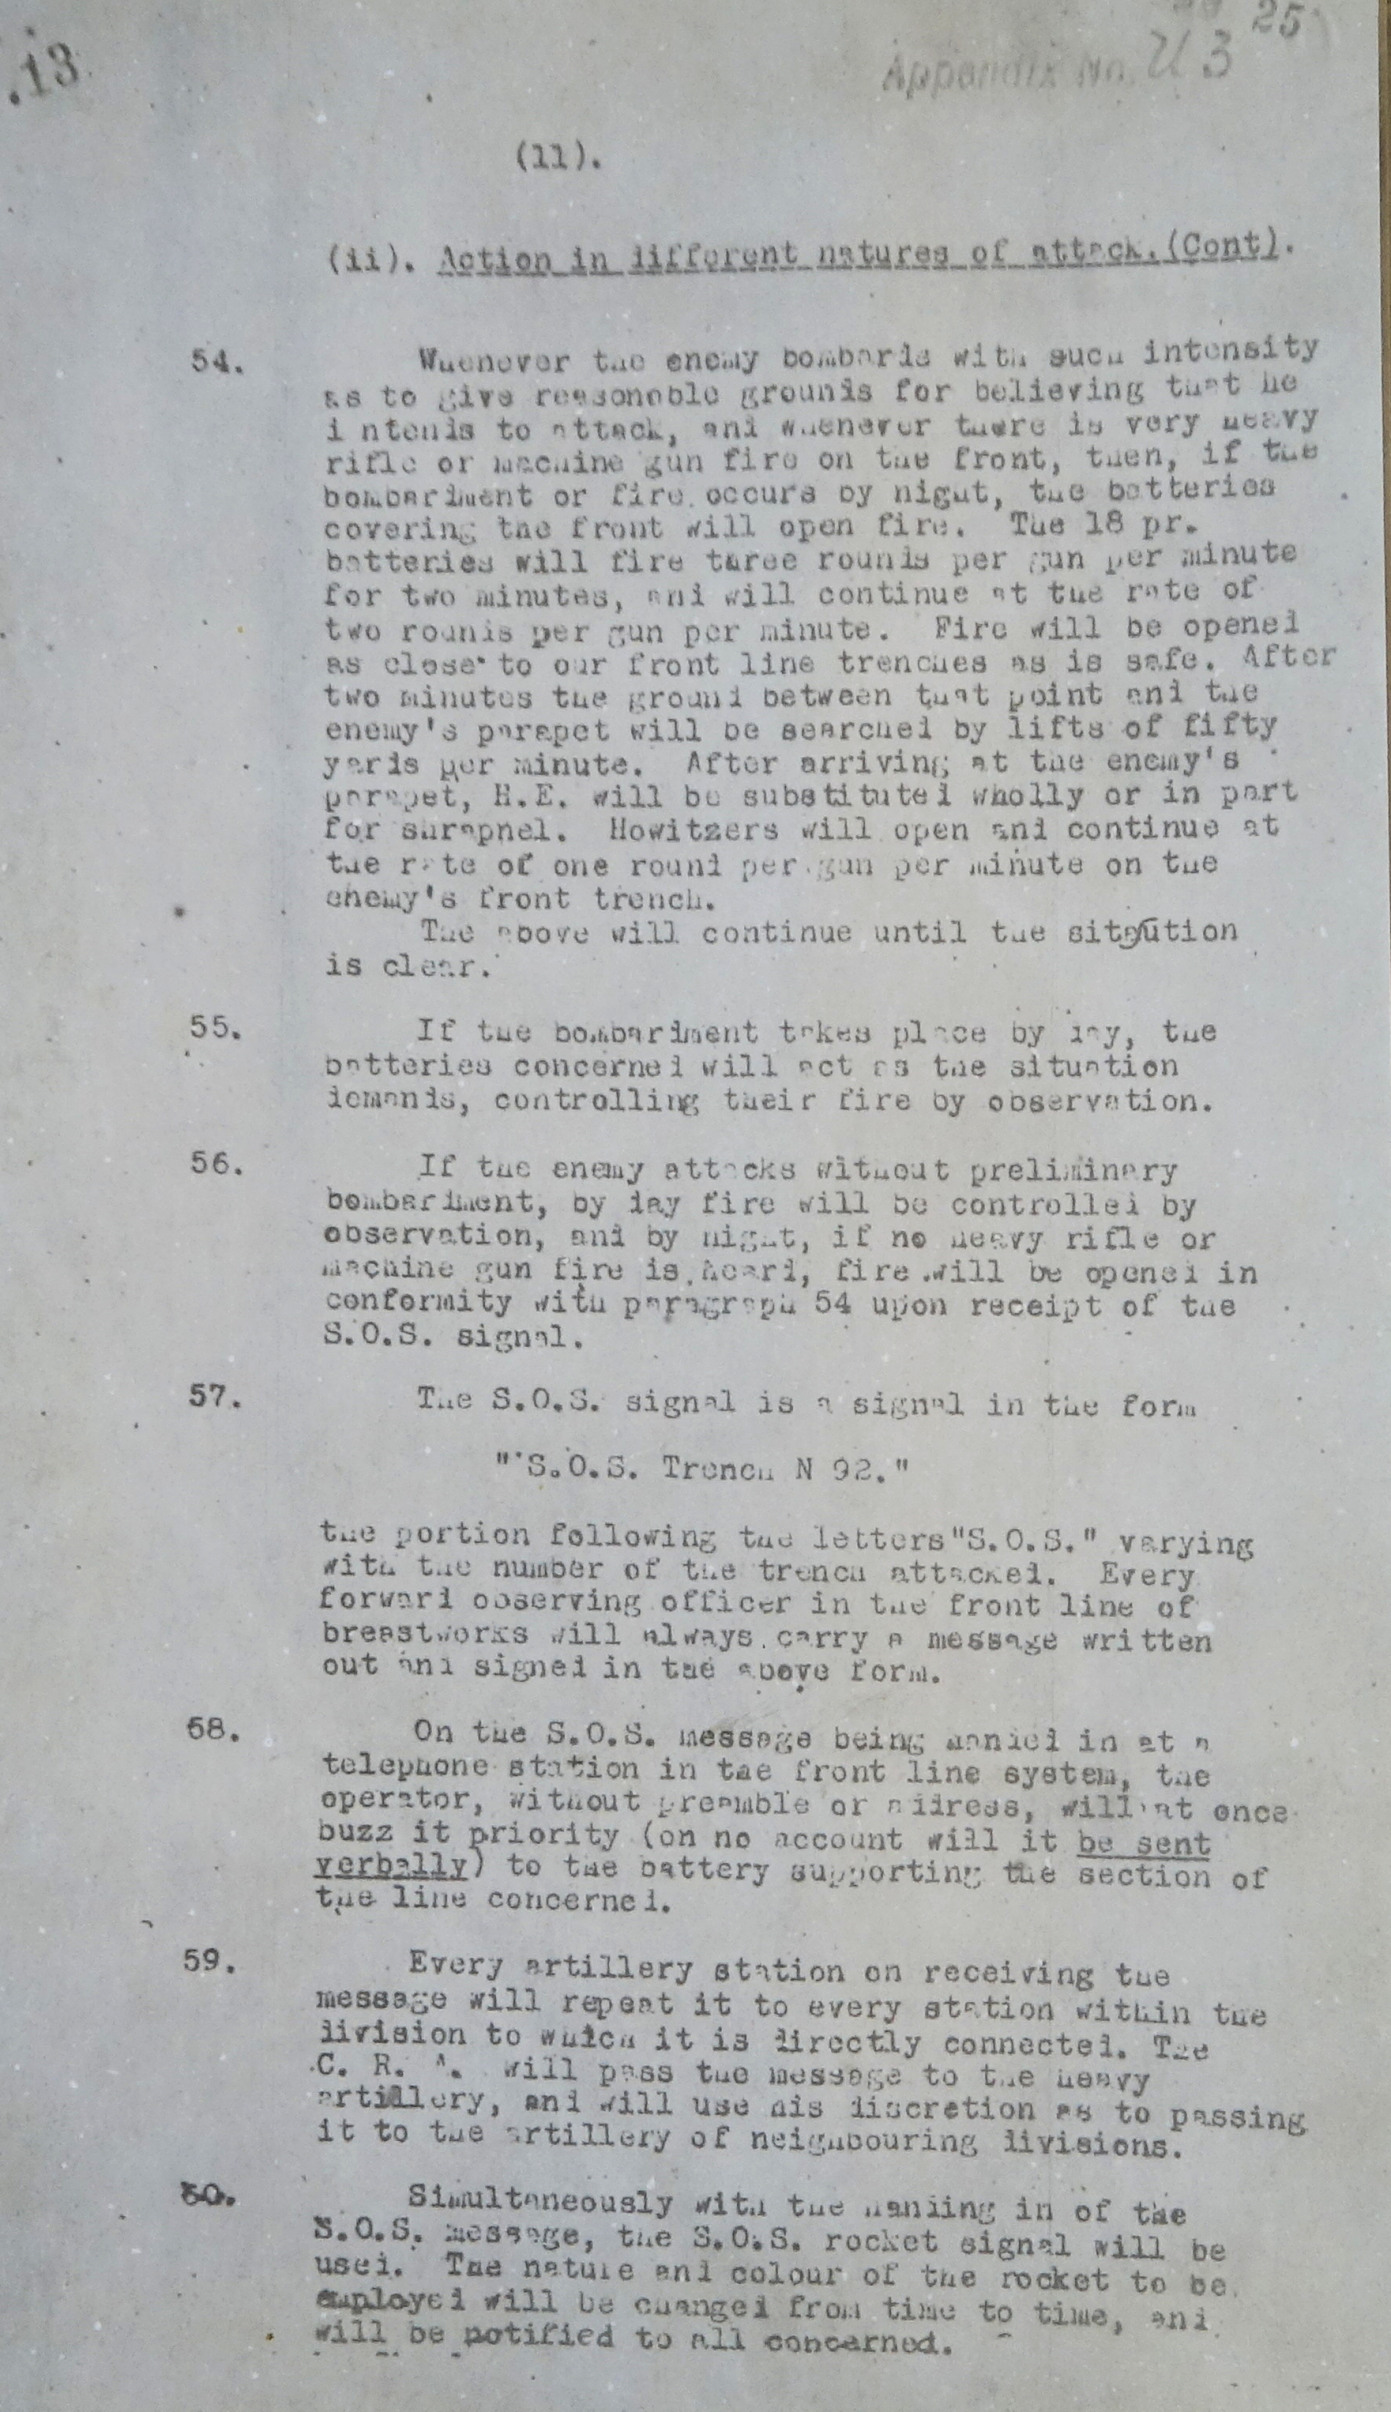 25
.13
Appendix No. U 3
(11).
(ii). Action in different natures of attack.(Cont).
54. Whenever the enemy bombards with such intensity
as to give reasonable grounds for believing that he
i ntends to attack, and whenever there is very heavy
rifle or machine gun fire on the front, then, if the
bombardment or fire occurs by night, the batteries
covering the front will open fire. The 18 pr.
batteries will fire three rounds per gun per minute
for two minutes, and will continue at the rate of
two rounds per gun per minute. Fire will be opened
as close to our front line trenches as is safe. After
two minutes the ground between that point and the
enemy's parapet will be searched by lifts of fifty
yards per minute. After arriving at the enemy's
parapet, H.E. will be substituted wholly or in part
for shrapnel. Howitzers will open and continue at
the rate of one round per gun per minute on the
enemy's front trench.
The above will continue until the situation
is clear.
55. If the bombardment takes place by day, the
batteries concerned will act as the situation
demands, controlling their fire by observation.
56. If the enemy attacks without preliminary
bombardment, by day fire will be controlled by
observation, and by night, if no heavy rifle or
machine gun fire is heard, fire will be opened in
conformity with paragraph 54 upon receipt of the
S.O.S. signal.
57. The S.O.S. signal is a signal in the form
"S.O.S. Trench N 92."
the portion following the letters "S.O.S." varying
with the number of the trench attacked. Every
forward observing officer in the front line of
breastworks will always carry a message written
out and signed in the above form.
58. On the S.O.S. message being handed in at a
telephone station in the front line system, the
operator, without preamble or address, will at once
buzz it priority (on no account will it be sent
verbally) to the battery supporting the section of
the line concerned.
59. Every artillery station on receiving the
message will repeat it to every station within the
division to which it is directly connected. The
C. R. A. will pass the message to the heavy
artillery, and will use his discretion as to passing
it to the artillery of neighbouring divisions.
60. Simultaneously with the handing in of the
S.O.S. message, the S.O.S. rocket signal will be
used. The nature and colour of the rocket to be
employed will be changed from time to time, and
will be notified to all concerned.